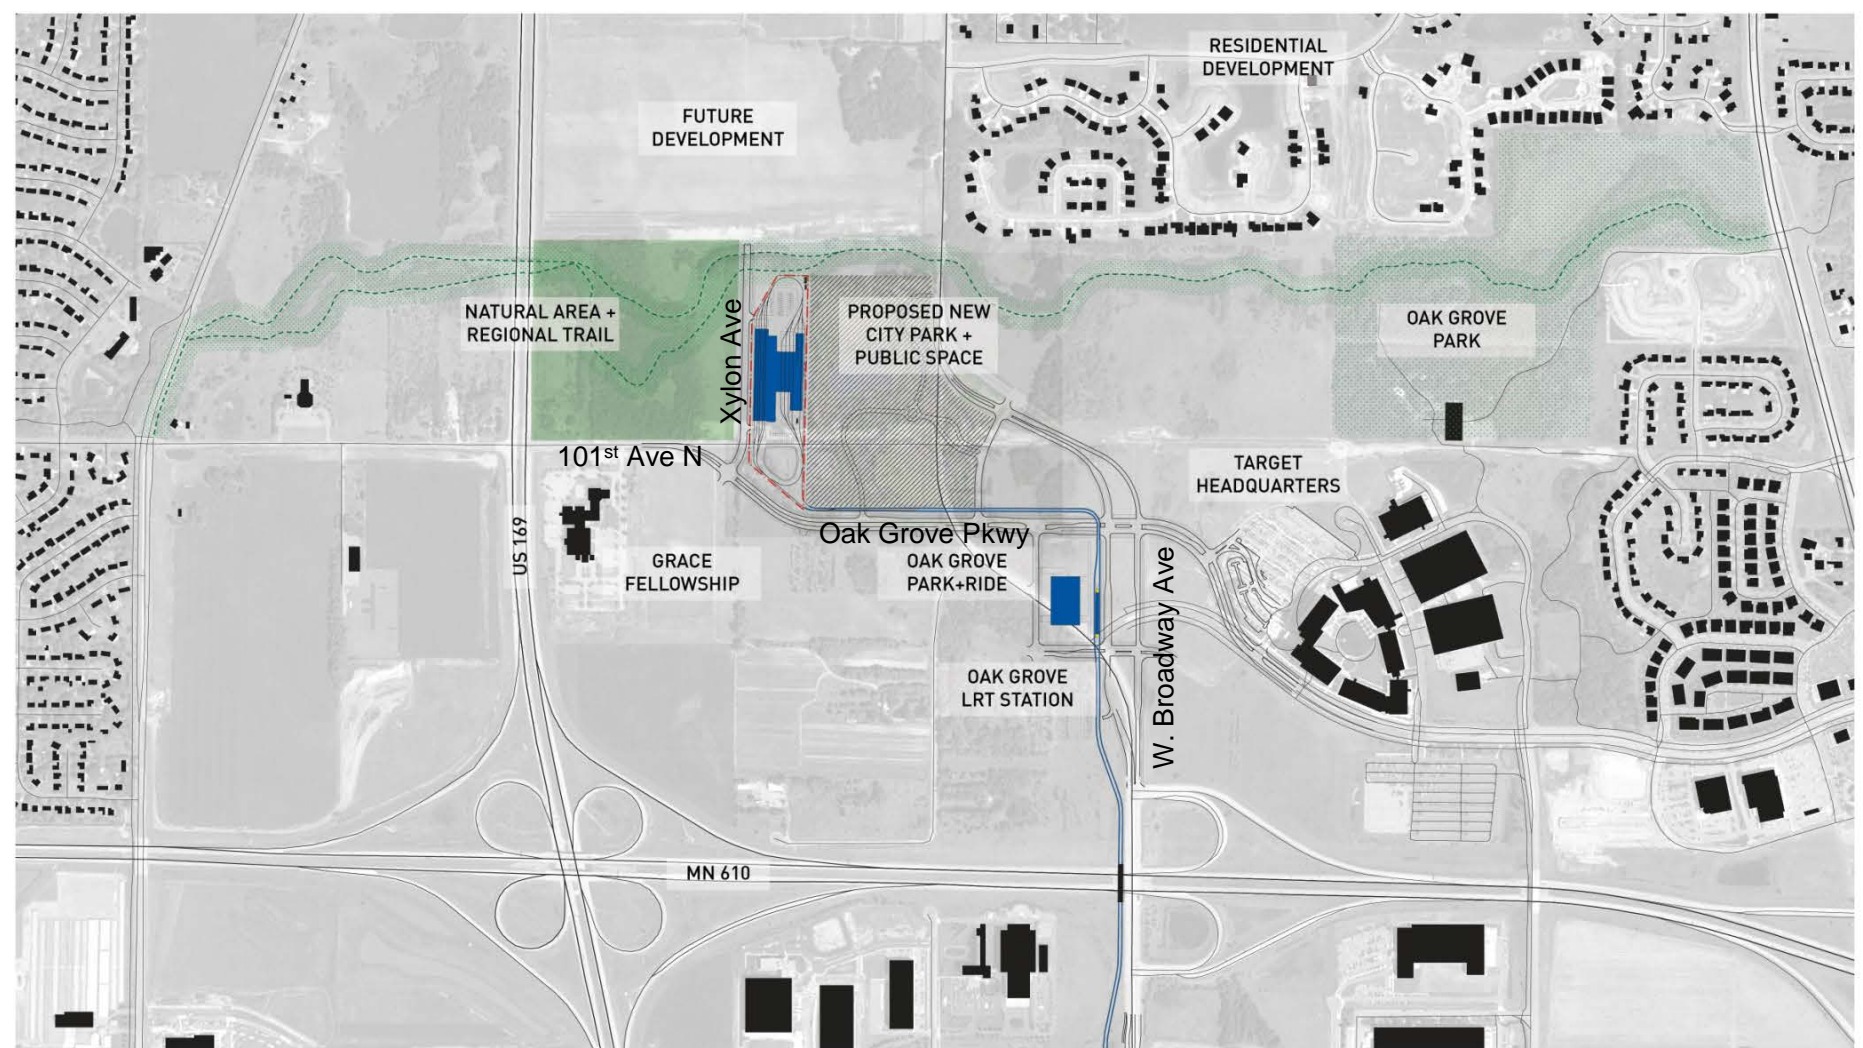 RESIDENTIAL
DEVELOPMENT
FUTURE
DEVELOPMENT
NATURAL AREA +
REGIONAL TRAIL
Xylon Ave
PROPOSED NEW
CITY PARK +
PUBLIC SPACE
OAK GROVE
PARK
101st Ave N
TARGET
HEADQUARTERS
US 169
Oak Grove Pkwy
GRACE
FELLOWSHIP
OAK GROVE
PARK+RIDE
W. Broadway Ave
OAK GROVE
LRT STATION
MN 610